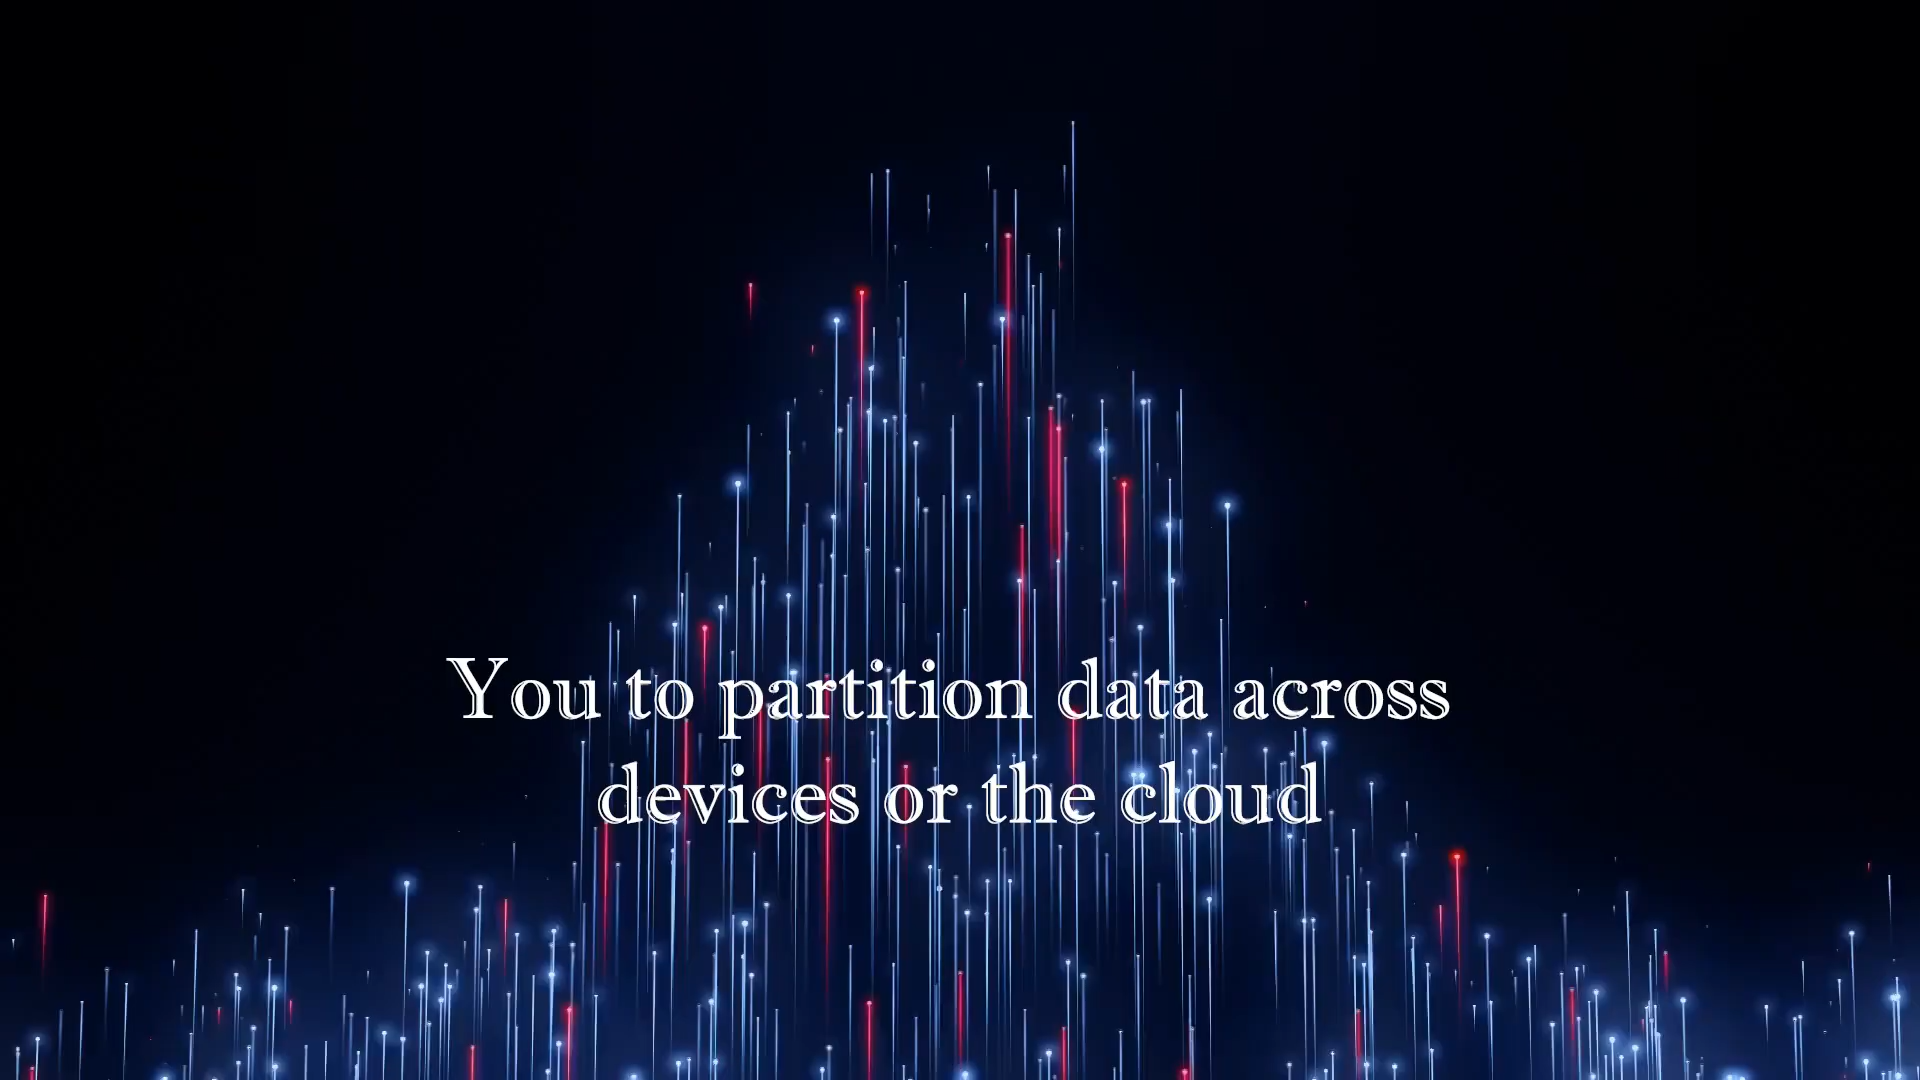 You to partition data across
devices or the cloud